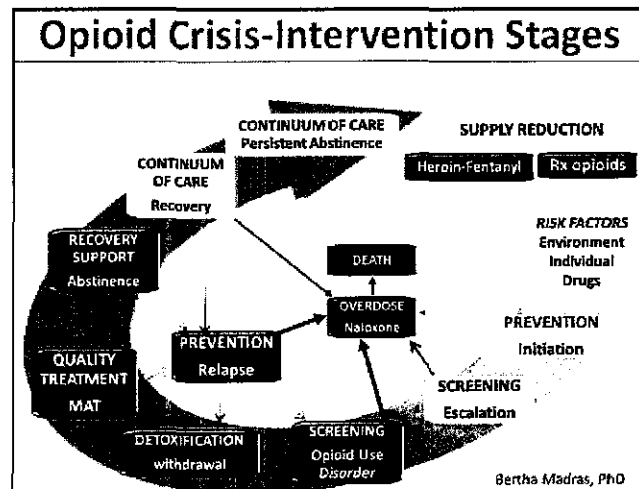 Opioid Crisis-Intervention Stages
CONTINUUM OF CARE
Persistent Abstinence
SUPPLY REDUCTION
Heroin-Fentanyl
Rx opioids
CONTINUUM
OF CARE
Recovery
RISK FACTORS
Environment
Individual
Drugs
RECOVERY
SUPPORT
Abstinence
DEATH
OVERDOSE
Naloxone
PREVENTION
Initiation
PREVENTION
Relapse
QUALITY
TREATMENT
MAT
SCREENING
Escalation
DETOXIFICATION
withdrawal
SCREENING
Opioid Use
Disorder
Bertha Madras, PhD